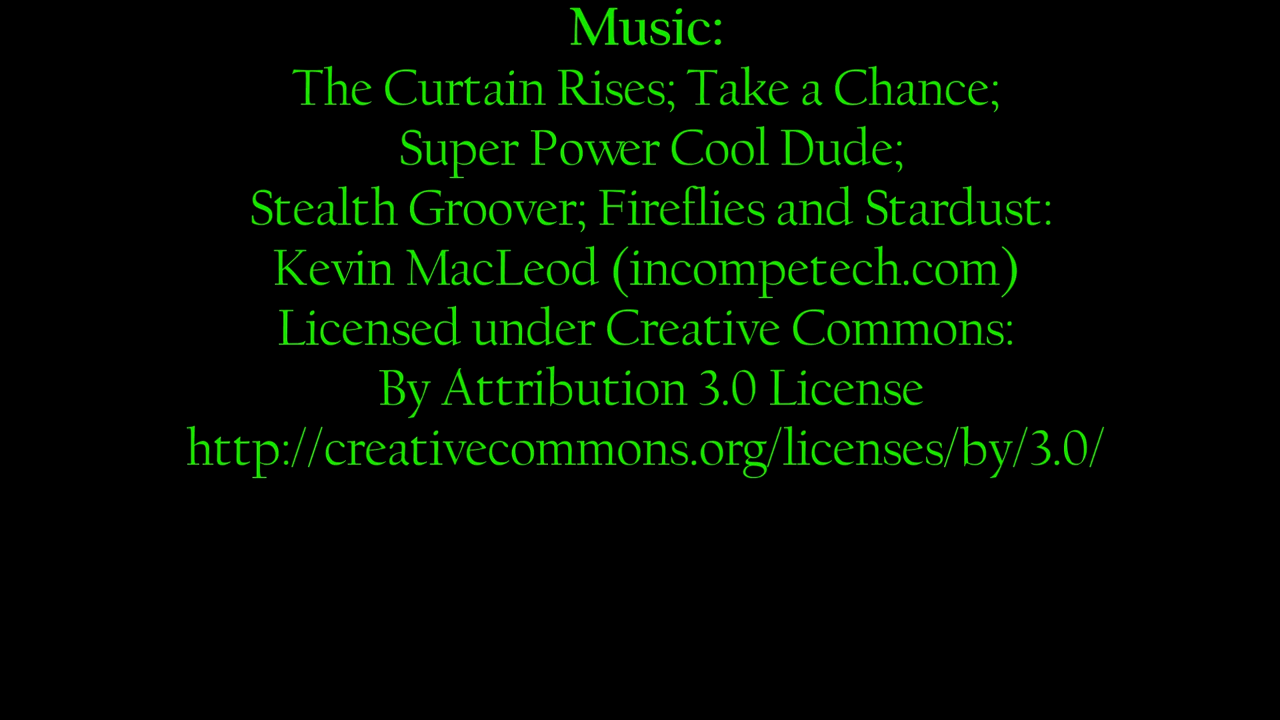 Music:
The Curtain Rises; Take a Chance;
Super Power Cool Dude;
Stealth Groover; Fireflies and Stardust:
Kevin MacLeod (incompetech.com)
Licensed under Creative Commons:
By Attribution 3.0 License
http://creativecommons.org/licenses/by/3.0/